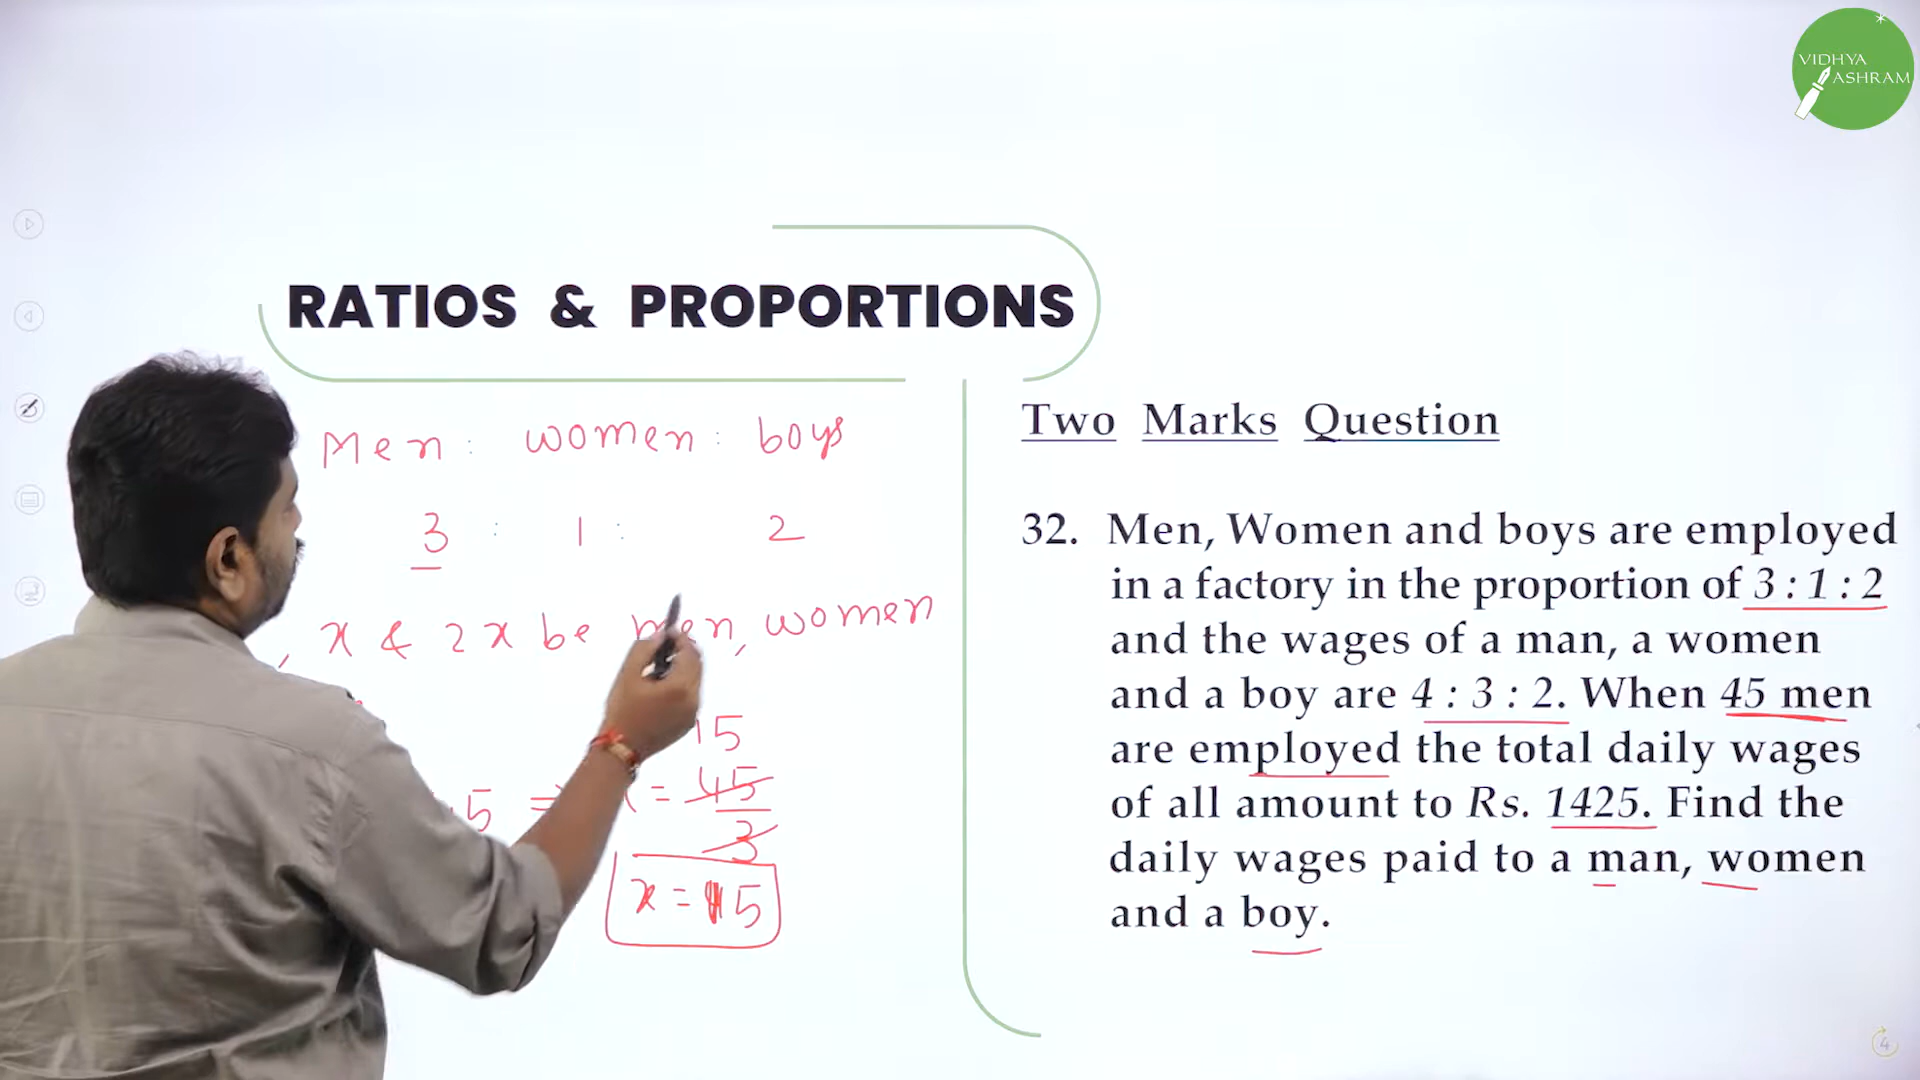 VIDHYA
ASHRAM
RATIOS & PROPORTIONS
Men : women : boys
3 : 1 : 2
, x & 2x be men, women
15
5 ⇒ x = 45/3
x = 15
Two Marks Question
32. Men, Women and boys are employed
in a factory in the proportion of 3 : 1 : 2
and the wages of a man, a women
and a boy are 4 : 3 : 2. When 45 men
are employed the total daily wages
of all amount to Rs. 1425. Find the
daily wages paid to a man, women
and a boy.
4